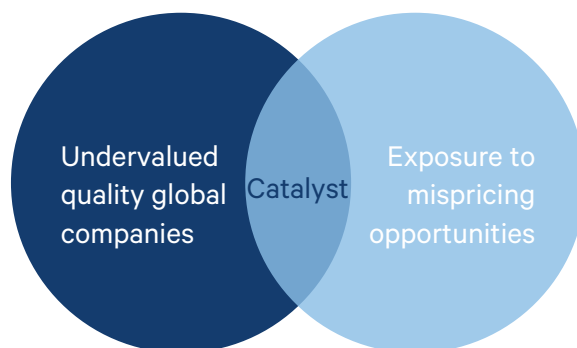 Undervalued
quality global
companies
Catalyst
Exposure to
mispricing
opportunities